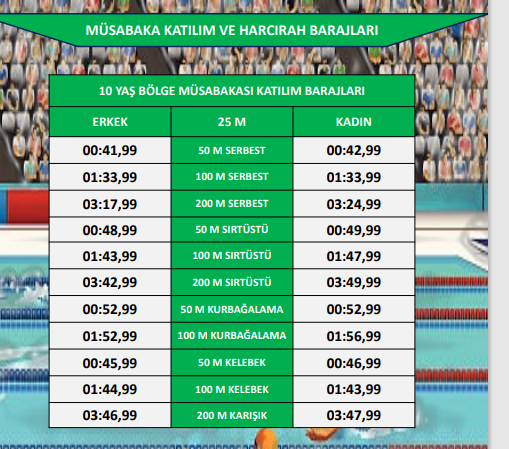 MÜSABAKA KATILIM VE HARCIRAH BARAJLARI
10 YAŞ BÖLGE MÜSABAKASI KATILIM BARAJLARI
ERKEK 25 M KADIN
00:41,99 50 M SERBEST 00:42,99
01:33,99 100 M SERBEST 01:33,99
03:17,99 200 M SERBEST 03:24,99
00:48,99 50 M SIRTÜSTÜ 00:49,99
01:43,99 100 M SIRTÜSTÜ 01:47,99
03:42,99 200 M SIRTÜSTÜ 03:49,99
00:52,99 50 M KURBAĞALAMA 00:52,99
01:52,99 100 M KURBAĞALAMA 01:56,99
00:45,99 50 M KELEBEK 00:46,99
01:44,99 100 M KELEBEK 01:43,99
03:46,99 200 M KARIŞIK 03:47,99